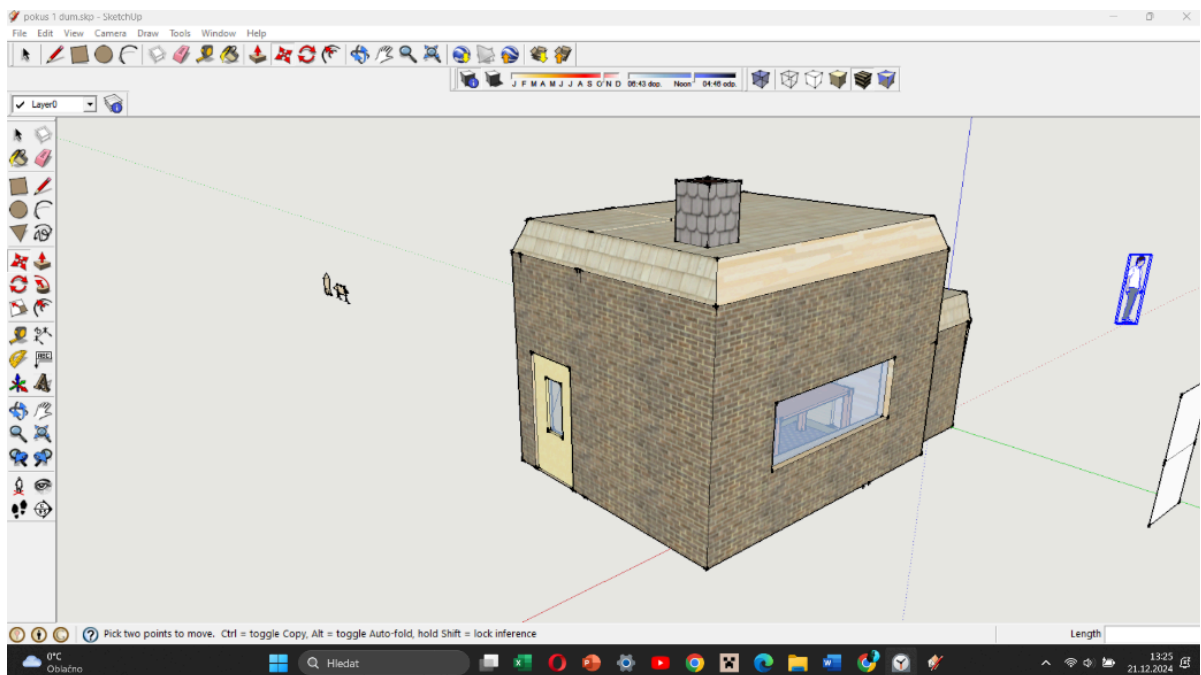 pokus 1 dum.skp - SketchUp
File Edit View Camera Draw Tools Window Help
J F M A M J J A S O N D 06:43 dop. Noon 04:46 odp.
Layer0
Pick two points to move. Ctrl = toggle Copy, Alt = toggle Auto-fold, hold Shift = lock inference
Length
0°C
Oblačno
Hledat
13:25
21.12.2024